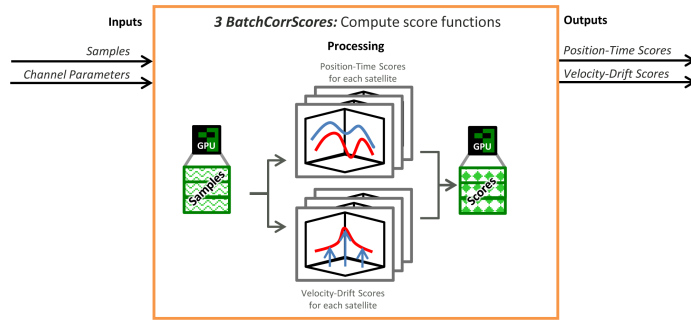 Inputs
3 BatchCorrScores: Compute score functions
Outputs
Processing
Samples
Channel Parameters
Position-Time Scores
for each satellite
Position-Time Scores
Velocity-Drift Scores
GPU
Samples
GPU
Scores
Velocity-Drift Scores
for each satellite